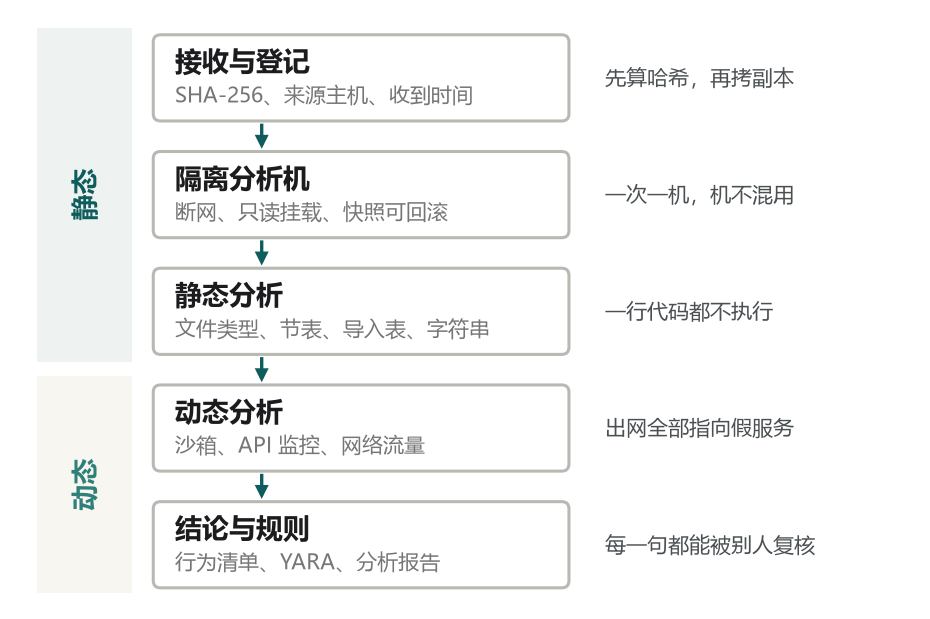 静态
接收与登记
SHA-256、来源主机、收到时间
先算哈希，再拷副本
隔离分析机
断网、只读挂载、快照可回滚
一次一机，机不混用
静态分析
文件类型、节表、导入表、字符串
一行代码都不执行
动态
动态分析
沙箱、API 监控、网络流量
出网全部指向假服务
结论与规则
行为清单、YARA、分析报告
每一句都能被别人复核